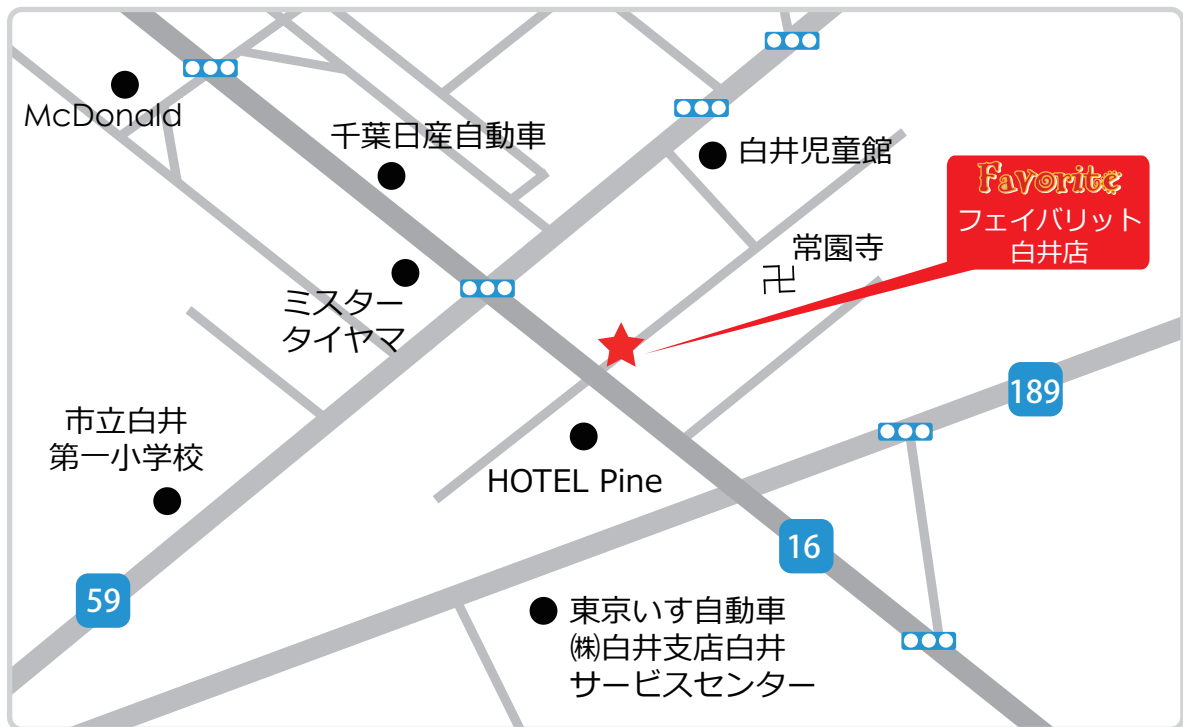 McDonald
千葉日産自動車
白井児童館
Favorite
フェイバリット
白井店
常園寺
卍
ミスター
タイヤマ
189
市立白井
第一小学校
HOTEL Pine
16
59
東京いすゞ自動車
㈱白井支店白井
サービスセンター